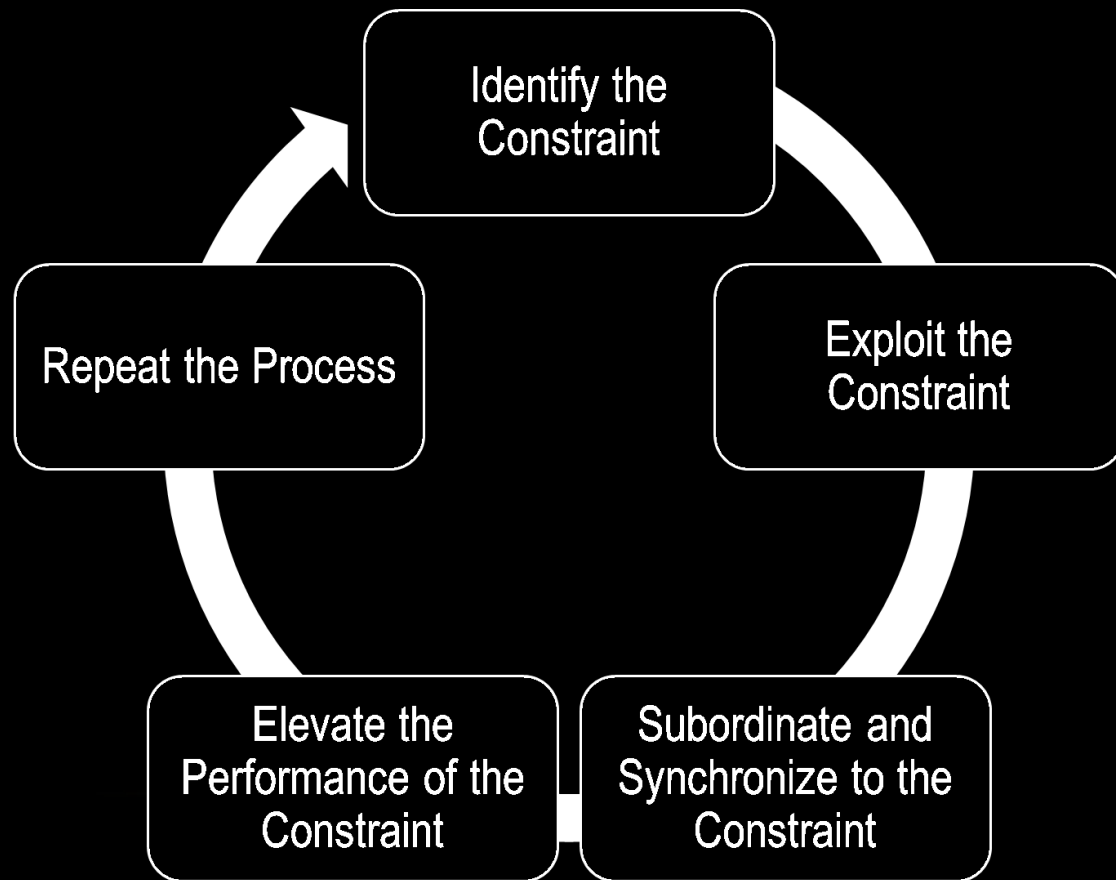 Identify the
Constraint
Exploit the
Constraint
Subordinate and
Synchronize to the
Constraint
Elevate the
Performance of the
Constraint
Repeat the Process